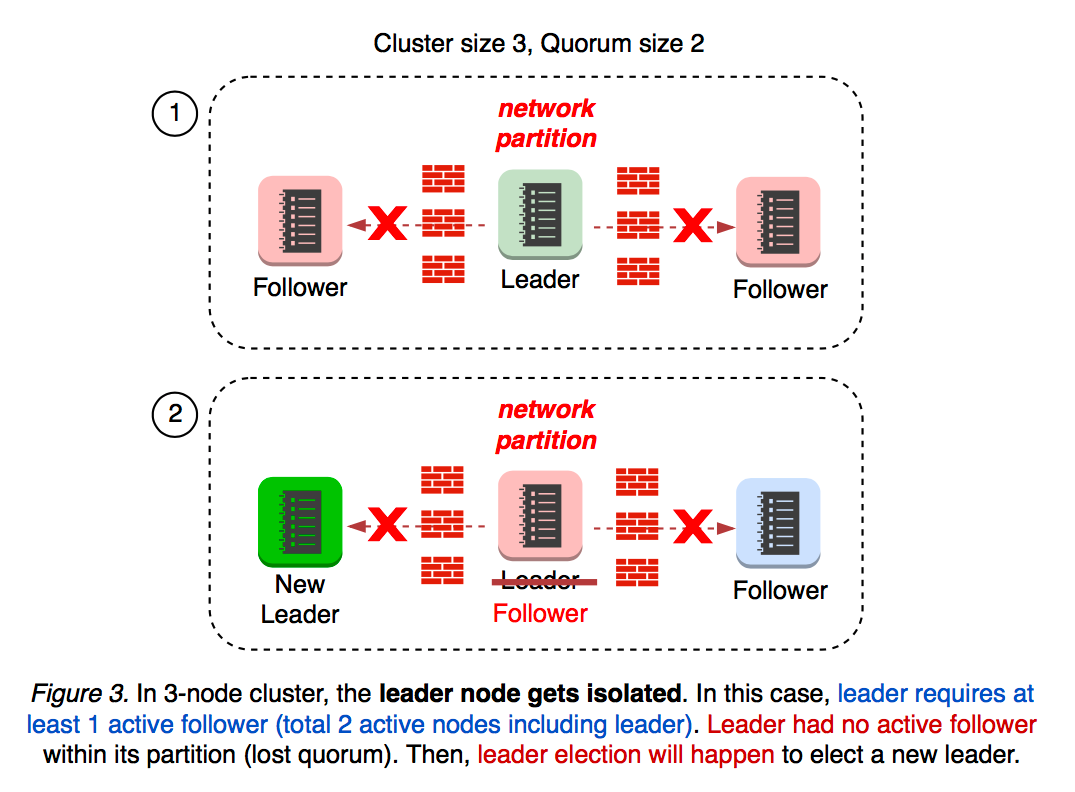 Cluster size 3, Quorum size 2
1
network
partition
Follower
Leader
Follower
2
network
partition
New
Leader
Leader
Follower
Follower
Figure 3. In 3-node cluster, the leader node gets isolated. In this case, leader requires at
least 1 active follower (total 2 active nodes including leader). Leader had no active follower
within its partition (lost quorum). Then, leader election will happen to elect a new leader.